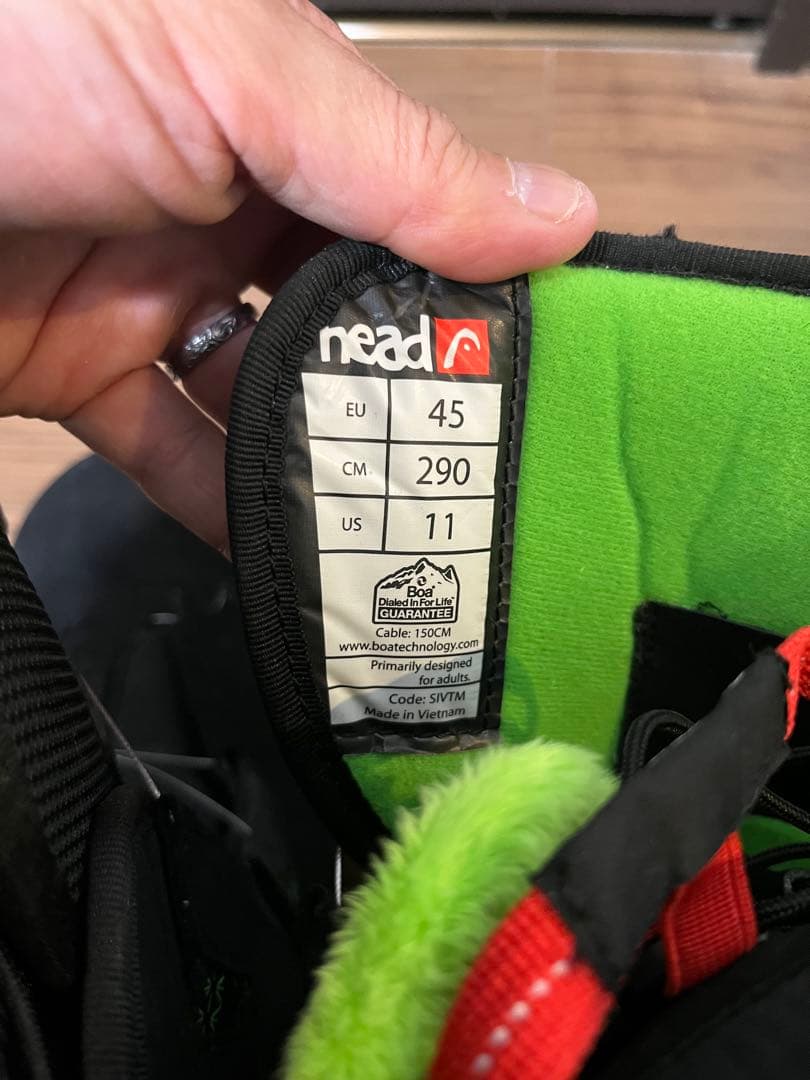 head
EU 45
CM 290
US 11
Boa®
Dialed In For Life™
GUARANTEE
Cable: 150CM
www.boatechnology.com
Primarily designed
for adults.
Code: SIVTM
Made in Vietnam